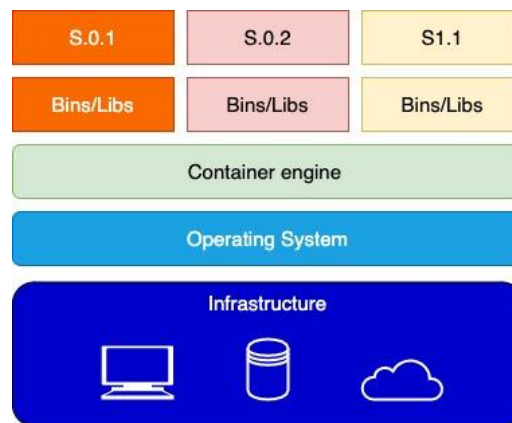 S.0.1
S.0.2
S1.1
Bins/Libs
Bins/Libs
Bins/Libs
Container engine
Operating System
Infrastructure